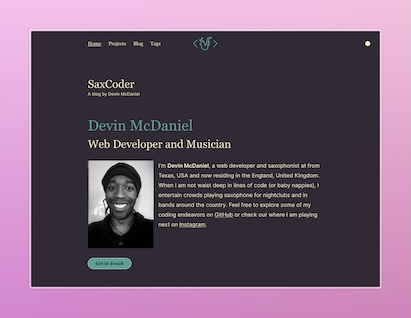 Home Projects Blog Tags
SaxCoder
A blog by Devin McDaniel
Devin McDaniel
Web Developer and Musician
I'm Devin McDaniel, a web developer and saxophonist at from
Texas, USA and now residing in the England, United Kingdom.
When I am not waist deep in lines of code (or baby nappies), I
entertain crowds playing saxophone for nightclubs and in
bands around the country. Feel free to explore some of my
coding endeavors on GitHub or check out where I am playing
next on Instagram.
Get in Touch